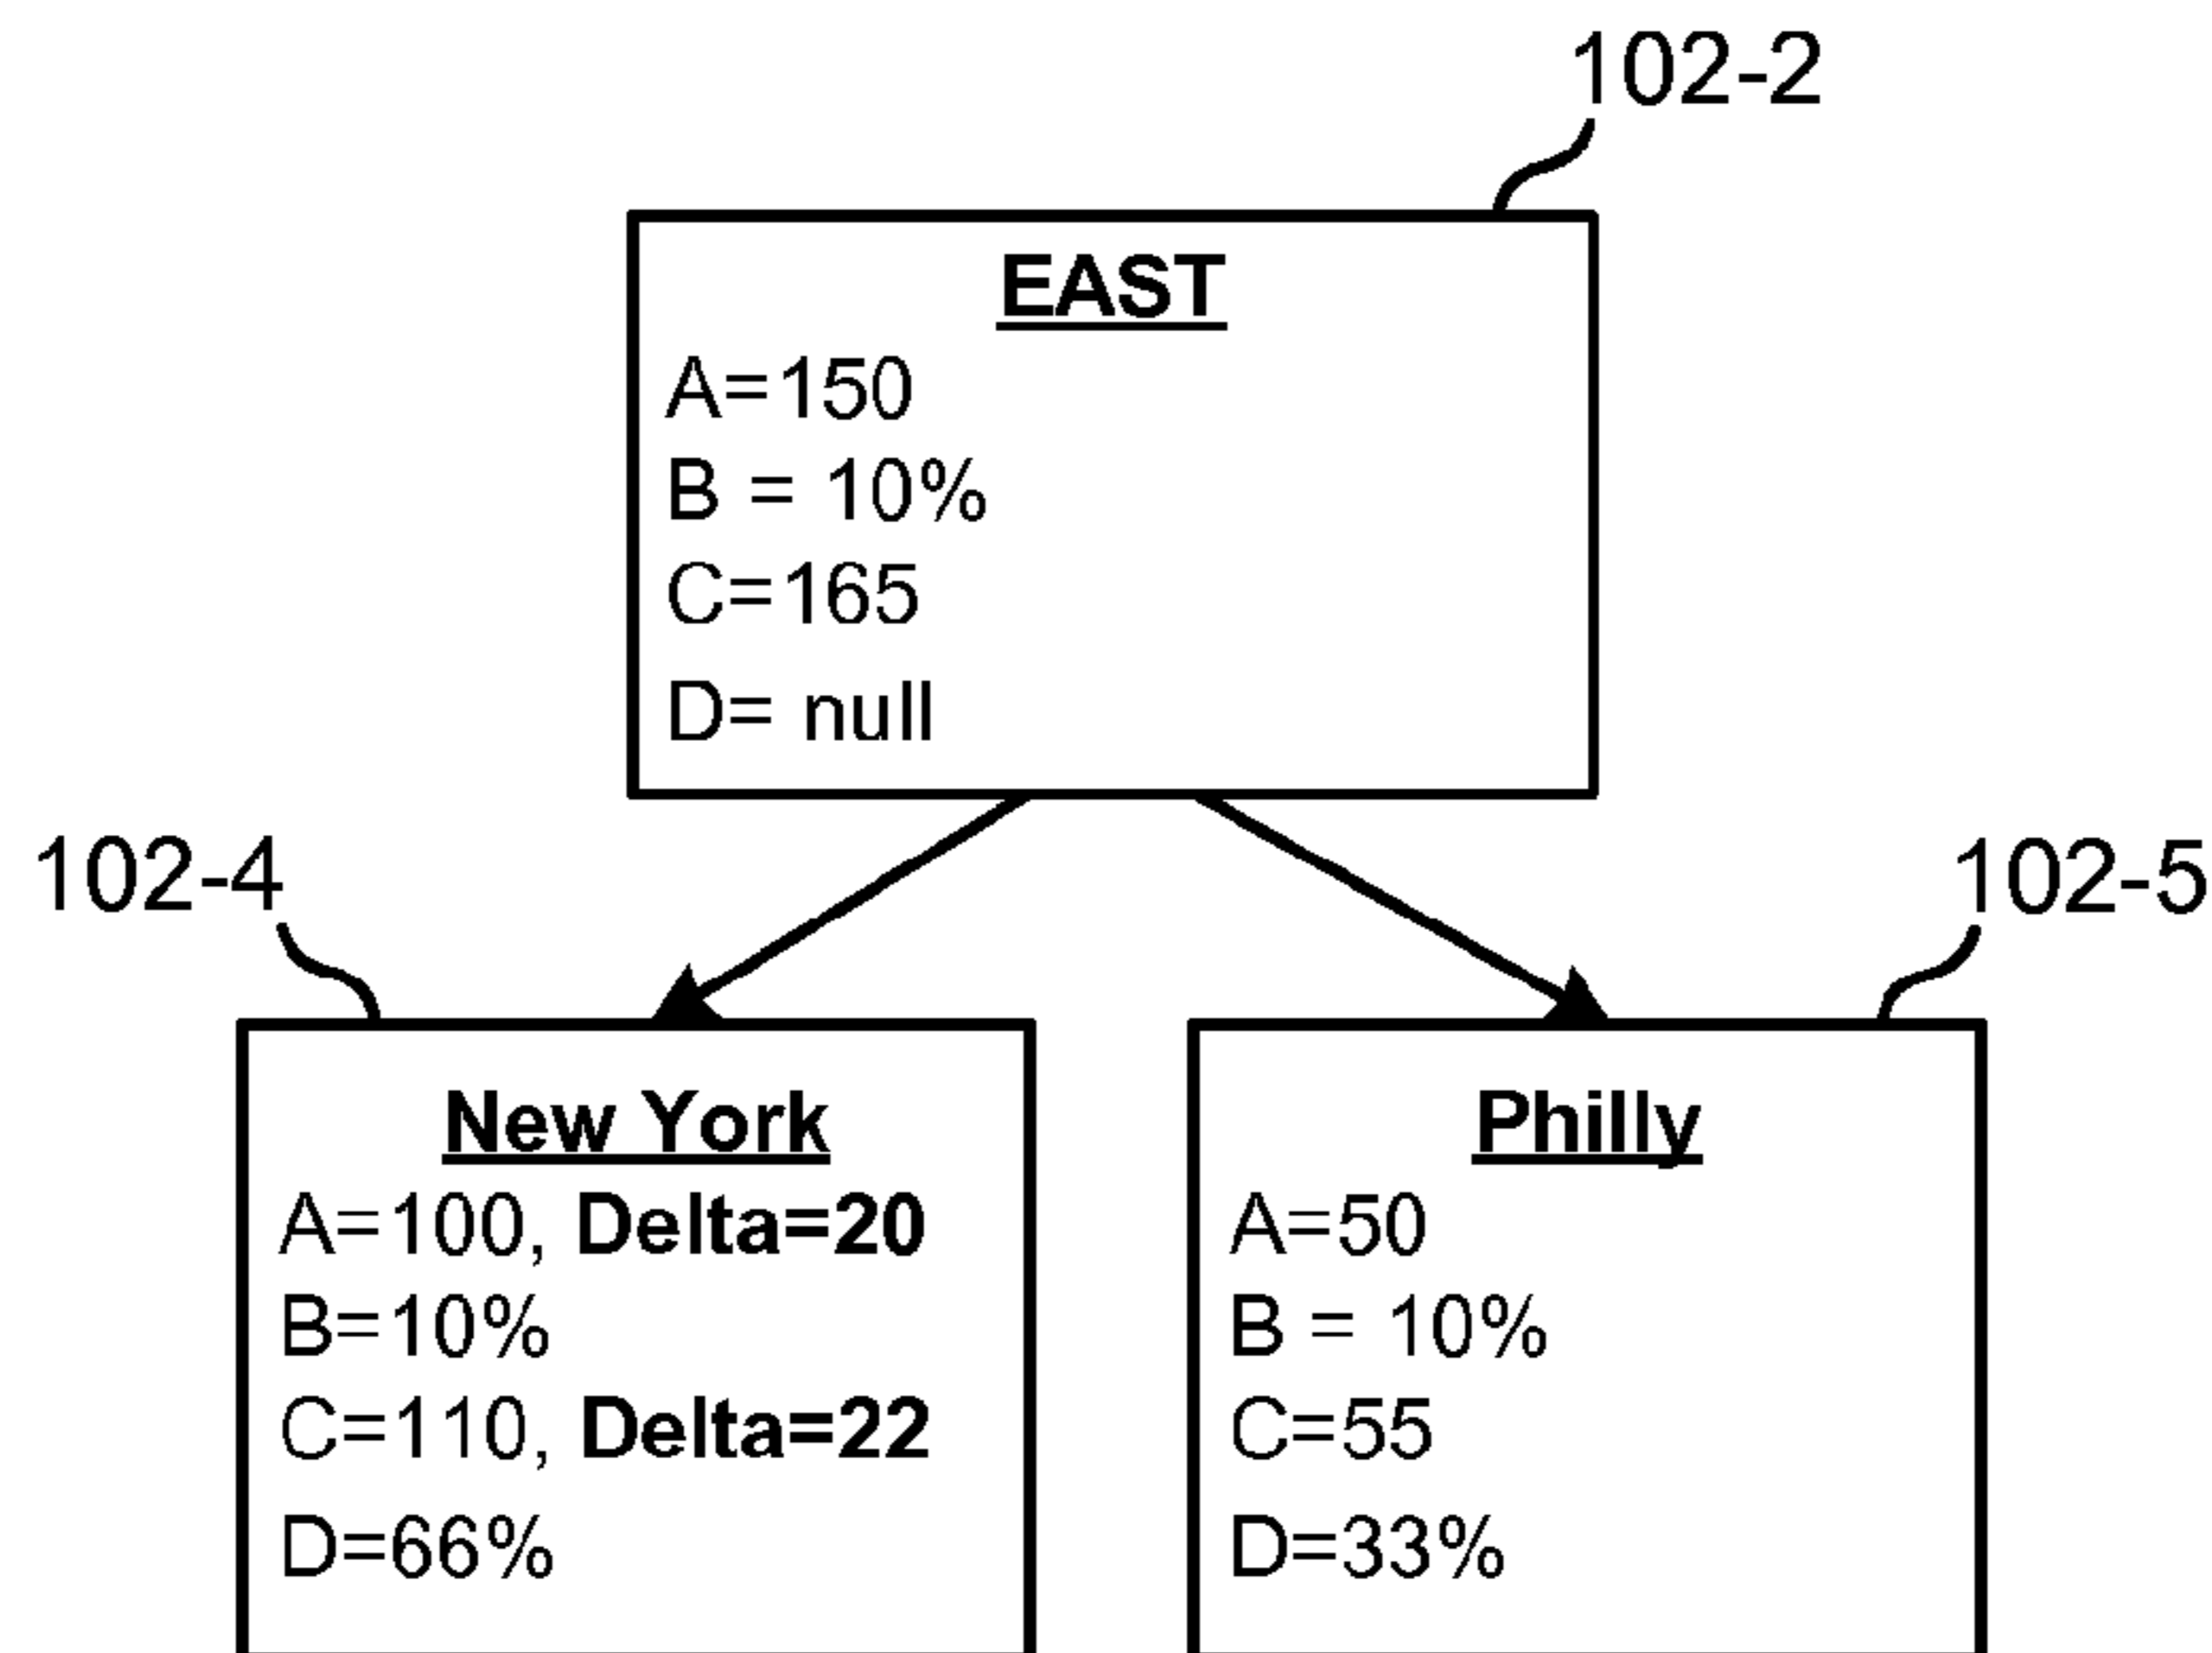 102-2
EAST
A=150
B = 10%
C=165
D= null
102-4
102-5
New York
A=100, Delta=20
B=10%
C=110, Delta=22
D=66%
Philly
A=50
B = 10%
C=55
D=33%